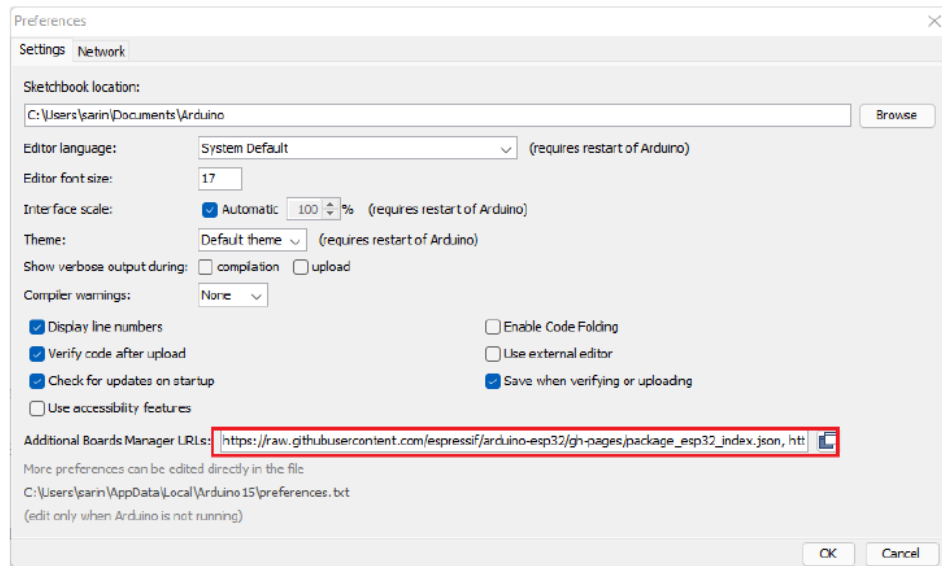 Preferences
Settings Network
Sketchbook location:
C:\Users\sarin\Documents\Arduino Browse
Editor language: System Default (requires restart of Arduino)
Editor font size: 17
Interface scale: Automatic 100 % (requires restart of Arduino)
Theme: Default theme (requires restart of Arduino)
Show verbose output during: compilation upload
Compiler warnings: None
Display line numbers Enable Code Folding
Verify code after upload Use external editor
Check for updates on startup Save when verifying or uploading
Use accessibility features
Additional Boards Manager URLs: https://raw.githubusercontent.com/espressif/arduino-esp32/gh-pages/package_esp32_index.json, htt
More preferences can be edited directly in the file
C:\Users\sarin\AppData\Local\Arduino15\preferences.txt
(edit only when Arduino is not running)
OK Cancel